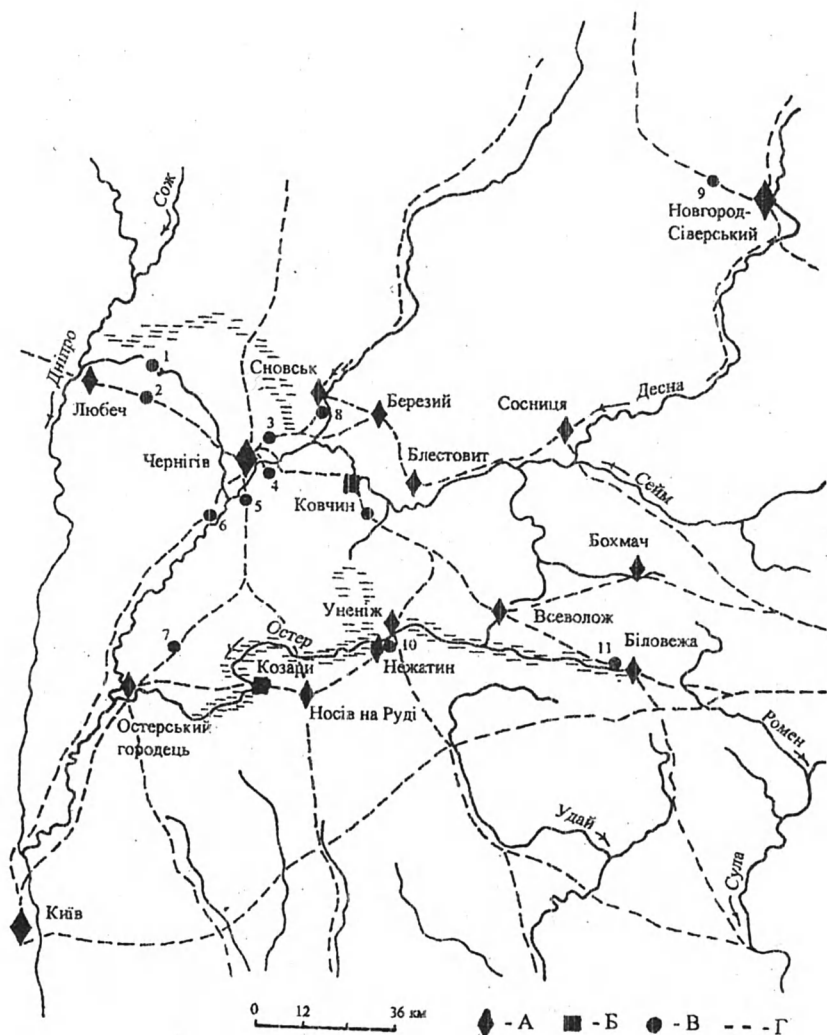 Сож
9
Новгород-
Сіверський
Дніпро
1
Сновськ
2
8
Березий
Сосниця
Десна
Любеч
3
Чернігів
Блестовит
4
Сейм
5
Ковчин
6
Бохмач
Уненіж
Всеволож
Остер
7
10
11
Біловежа
Козари
Нежатин
Остерський
городець
Носів на Руді
Ромен
Удай
Сула
Київ
0 12 36 км
- А - Б - В - Г